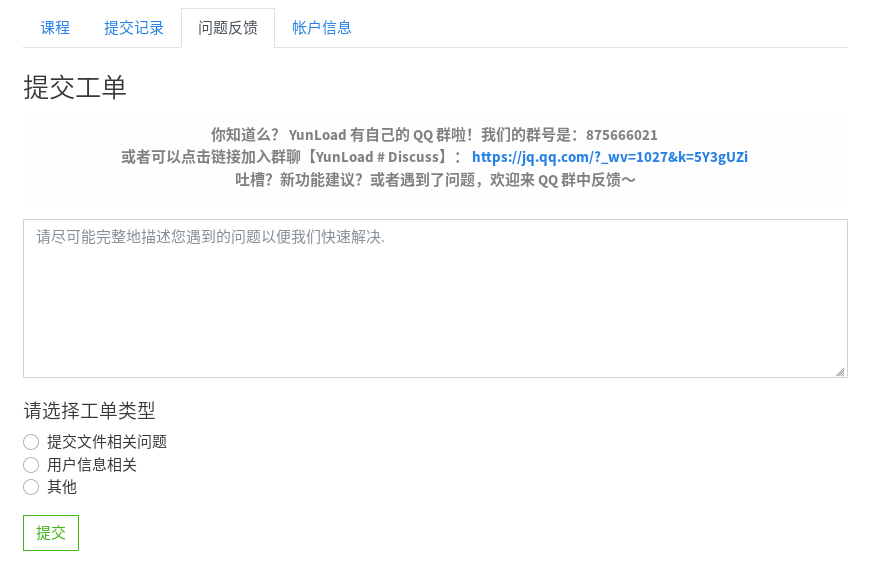 课程 提交记录 问题反馈 帐户信息
提交工单
你知道么？ YunLoad 有自己的 QQ 群啦！我们的群号是：875666021
或者可以点击链接加入群聊【YunLoad # Discuss】： https://jq.qq.com/?_wv=1027&k=5Y3gUZi
吐槽？新功能建议？或者遇到了问题，欢迎来 QQ 群中反馈～
请尽可能完整地描述您遇到的问题以便我们快速解决.
请选择工单类型
提交文件相关问题
用户信息相关
其他
提交